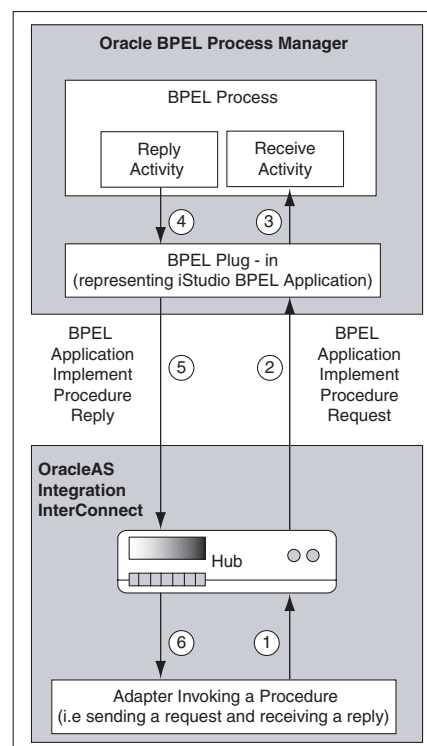 Oracle BPEL Process Manager
BPEL Process
Reply
Activity
Receive
Activity
4
3
BPEL Plug - in
(representing iStudio BPEL Application)
BPEL
Application
Implement
Procedure
Reply
5
2
BPEL
Application
Implement
Procedure
Request
OracleAS
Integration
InterConnect
Hub
6
1
Adapter Invoking a Procedure
(i.e sending a request and receiving a reply)